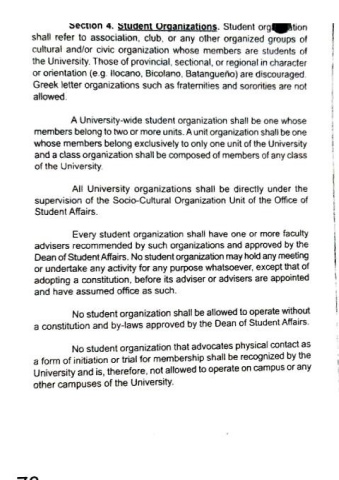 Section 4. Student Organizations. Student organization
shall refer to association, club, or any other organized groups of
cultural and/or civic organization whose members are students of
the University. Those of provincial, sectional, or regional in character
or orientation (e.g. Ilocano, Bicolano, Batangueño) are discouraged.
Greek letter organizations such as fraternities and sororities are not
allowed.
A University-wide student organization shall be one whose
members belong to two or more units. A unit organization shall be one
whose members belong exclusively to only one unit of the University
and a class organization shall be composed of members of any class
of the University.
All University organizations shall be directly under the
supervision of the Socio-Cultural Organization Unit of the Office of
Student Affairs.
Every student organization shall have one or more faculty
advisers recommended by such organizations and approved by the
Dean of Student Affairs. No student organization may hold any meeting
or undertake any activity for any purpose whatsoever, except that of
adopting a constitution, before its adviser or advisers are appointed
and have assumed office as such.
No student organization shall be allowed to operate without
a constitution and by-laws approved by the Dean of Student Affairs.
No student organization that advocates physical contact as
a form of initiation or trial for membership shall be recognized by the
University and is, therefore, not allowed to operate on campus or any
other campuses of the University.